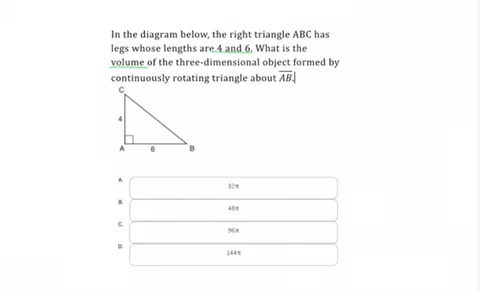 In the diagram below, the right triangle ABC has
legs whose lengths are 4 and 6. What is the
volume of the three-dimensional object formed by
continuously rotating triangle about AB.
C
4
A 6 B
A.
32π
B.
48π
C.
96π
D.
144π